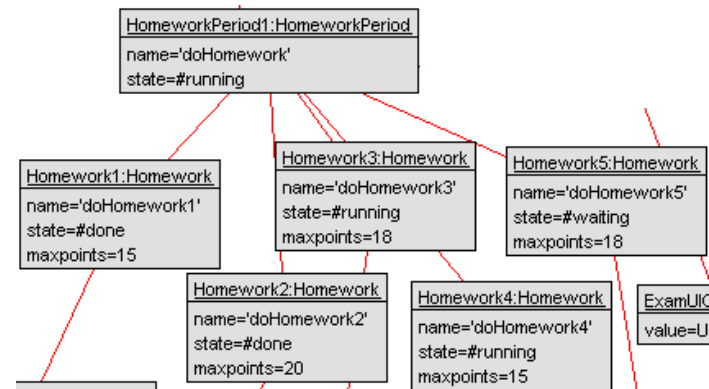 HomeworkPeriod1:HomeworkPeriod
name='doHomework'
state=#running
Homework1:Homework
name='doHomework1'
state=#done
maxpoints=15
Homework3:Homework
name='doHomework3'
state=#running
maxpoints=18
Homework5:Homework
name='doHomework5'
state=#waiting
maxpoints=18
Homework2:Homework
name='doHomework2'
state=#done
maxpoints=20
Homework4:Homework
name='doHomework4'
state=#running
maxpoints=15